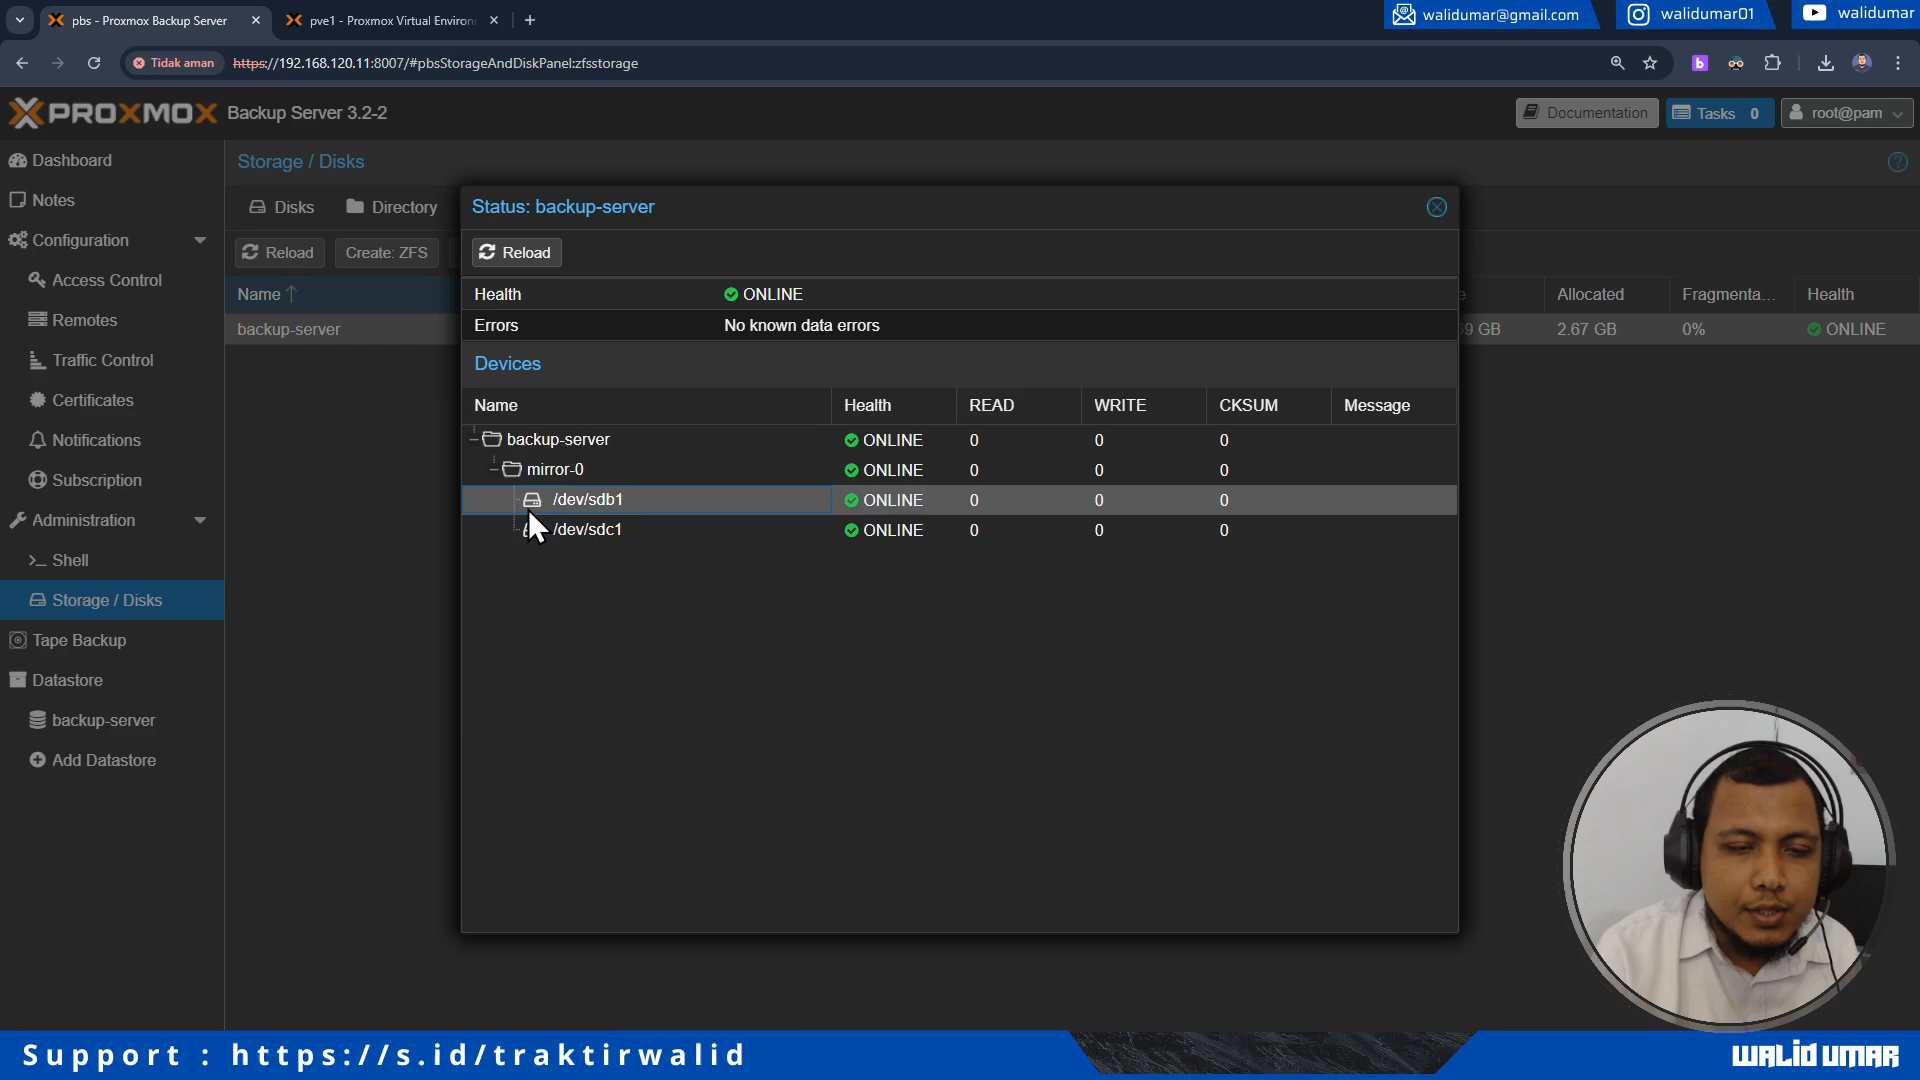 pbs - Proxmox Backup Server
pve1 - Proxmox Virtual Environ
walidumar@gmail.com
walidumar01
walidumar
Tidak aman
https://192.168.120.11:8007/#pbsStorageAndDiskPanel:zfsstorage
PROXMOX Backup Server 3.2-2
Documentation
Tasks 0
root@pam
Dashboard
Notes
Configuration
Access Control
Remotes
Traffic Control
Certificates
Notifications
Subscription
Administration
Shell
Storage / Disks
Tape Backup
Datastore
backup-server
Add Datastore
Storage / Disks
Disks
Directory
Reload
Create: ZFS
Name
Allocated
Fragmenta...
Health
backup-server
GB
2.67 GB
0%
ONLINE
Status: backup-server
Reload
Health ONLINE
Errors No known data errors
Devices
Name Health READ WRITE CKSUM Message
backup-server ONLINE 0 0 0
mirror-0 ONLINE 0 0 0
/dev/sdb1 ONLINE 0 0 0
/dev/sdc1 ONLINE 0 0 0
Support : https://s.id/traktirwalid
WALID UMAR